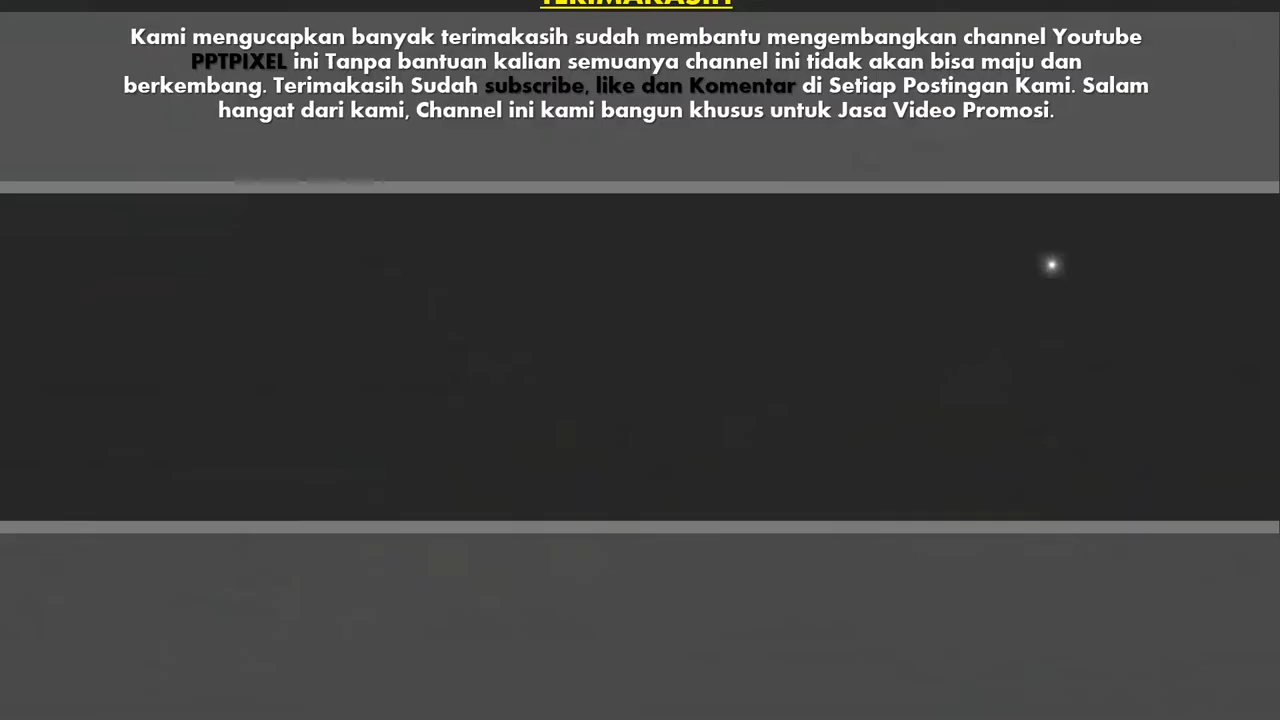 TERIMAKASIH
Kami mengucapkan banyak terimakasih sudah membantu mengembangkan channel Youtube
PPTPIXEL ini Tanpa bantuan kalian semuanya channel ini tidak akan bisa maju dan
berkembang. Terimakasih Sudah subscribe, like dan Komentar di Setiap Postingan Kami. Salam
hangat dari kami, Channel ini kami bangun khusus untuk Jasa Video Promosi.